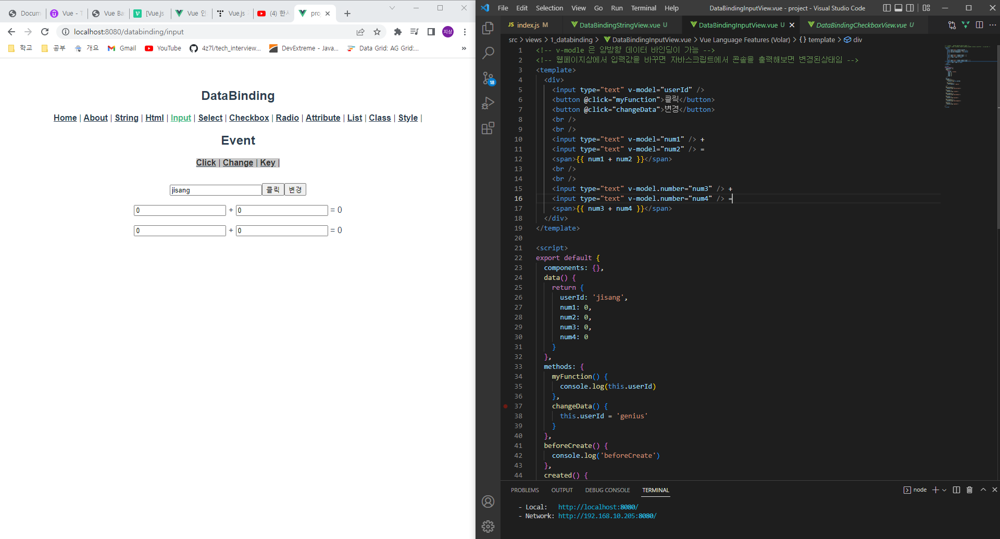 Docum
Vue - T
Vue Ba
[Vue.js
Vue 인
Vue.js
(4) 한
pro
localhost:8080/databinding/input
지상
학교
공부
개요
Gmail
YouTube
4z7l/tech_interview...
DevExtreme - Java...
Data Grid: AG Grid:...
»
DataBinding
Home | About | String | Html | Input | Select | Checkbox | Radio | Attribute | List | Class | Style |
Event
Click | Change | Key |
jisang 클릭 변경
0 + 0 = 0
0 + 0 = 0
File Edit Selection View Go Run Terminal Help
DataBindingInputView.vue - project - Visual Studio Code
JS index.js M
DataBindingStringView.vue U
DataBindingInputView.vue U
DataBindingCheckboxView.vue U
src > views > 1_databinding > DataBindingInputView.vue > Vue Language Features (Volar) > {} template > div
18
1 <!-- v-modle 은 양방향 데이터 바인딩이 가능 -->
2 <!-- 웹페이지상에서 입력값을 바꾸면 자바스크립트에서 콘솔을 출력해보면 변경된상태임 -->
3 <template>
4 <div>
5 <input type="text" v-model="userId" />
6 <button @click="myFunction">클릭</button>
7 <button @click="changeData">변경</button>
8 <br />
9 <br />
10 <input type="text" v-model="num1" /> +
11 <input type="text" v-model="num2" /> =
12 <span>{{ num1 + num2 }}</span>
13 <br />
14 <br />
15 <input type="text" v-model.number="num3" /> +
16 <input type="text" v-model.number="num4" /> =
17 <span>{{ num3 + num4 }}</span>
18 </div>
19 </template>
20
21 <script>
22 export default {
23 components: {},
24 data() {
25 return {
26 userId: 'jisang',
27 num1: 0,
28 num2: 0,
29 num3: 0,
30 num4: 0
31 }
32 },
33 methods: {
34 myFunction() {
35 console.log(this.userId)
36 },
37 changeData() {
38 this.userId = 'genius'
39 }
40 },
41 beforeCreate() {
42 console.log('beforeCreate')
43 },
44 created() {
PROBLEMS OUTPUT DEBUG CONSOLE TERMINAL
node
- Local: http://localhost:8080/
- Network: http://192.168.10.205:8080/